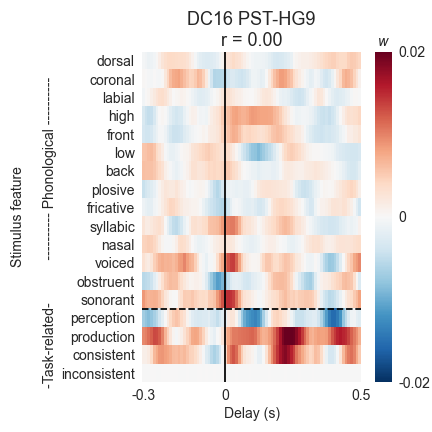 DC16 PST-HG9
r = 0.00
w
dorsal
coronal
labial
high
front
low
back
plosive
fricative
syllabic
nasal
voiced
obstruent
sonorant
perception
production
consistent
inconsistent
Stimulus feature
---------- Phonological ----------
-Task-related-
-0.3
0
0.5
Delay (s)
0.02
0
-0.02